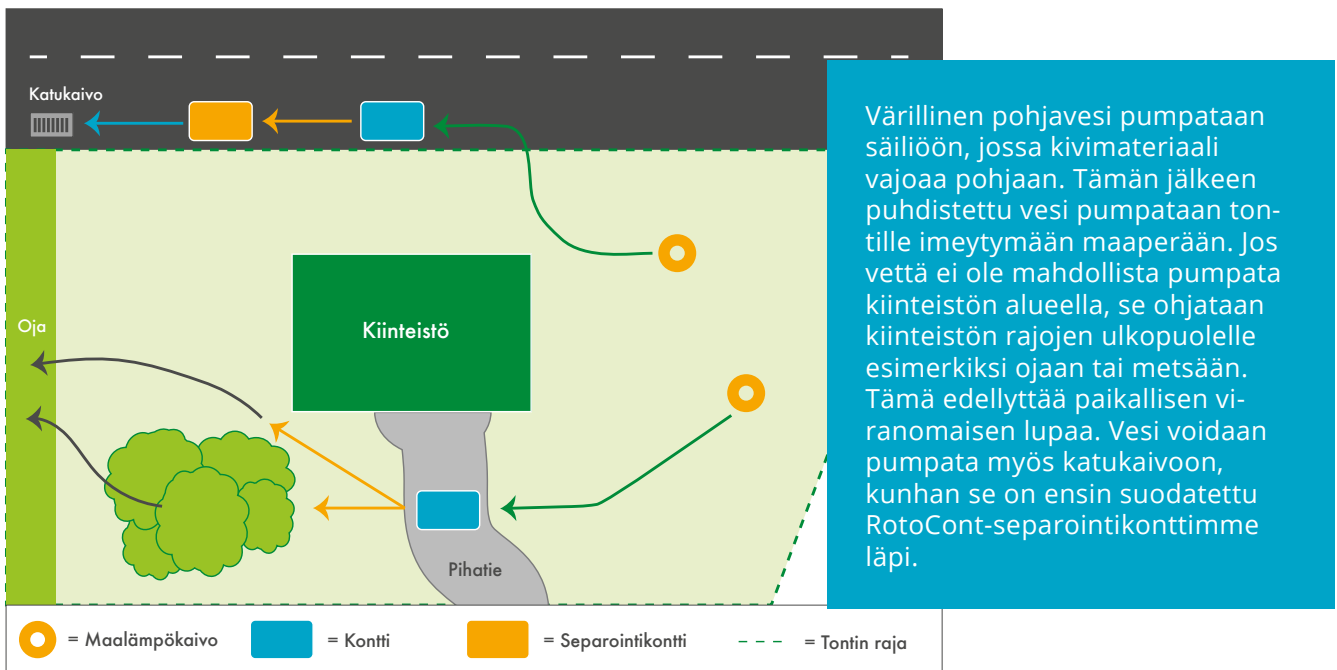 Katukaivo
Oja
Kiinteistö
Pihatie
Värillinen pohjavesi pumpataan
säiliöön, jossa kivimateriaali
vajoaa pohjaan. Tämän jälkeen
puhdistettu vesi pumpataan ton-
tille imeytymään maaperään. Jos
vettä ei ole mahdollista pumpata
kiinteistön alueella, se ohjataan
kiinteistön rajojen ulkopuolelle
esimerkiksi ojaan tai metsään.
Tämä edellyttää paikallisen vi-
ranomaisen lupaa. Vesi voidaan
pumpata myös katukaivoon,
kunhan se on ensin suodatettu
RotoCont-separointikonttimme
läpi.
= Maalämpökaivo
= Kontti
= Separointikontti
= Tontin raja